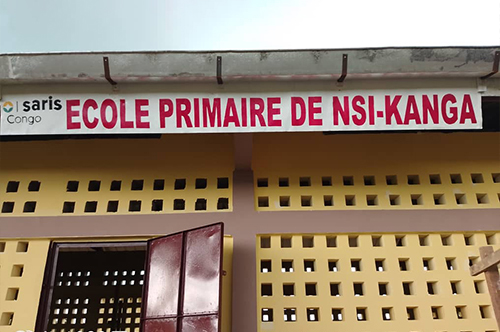 saris
Congo
ECOLE PRIMAIRE DE NSI-KANGA